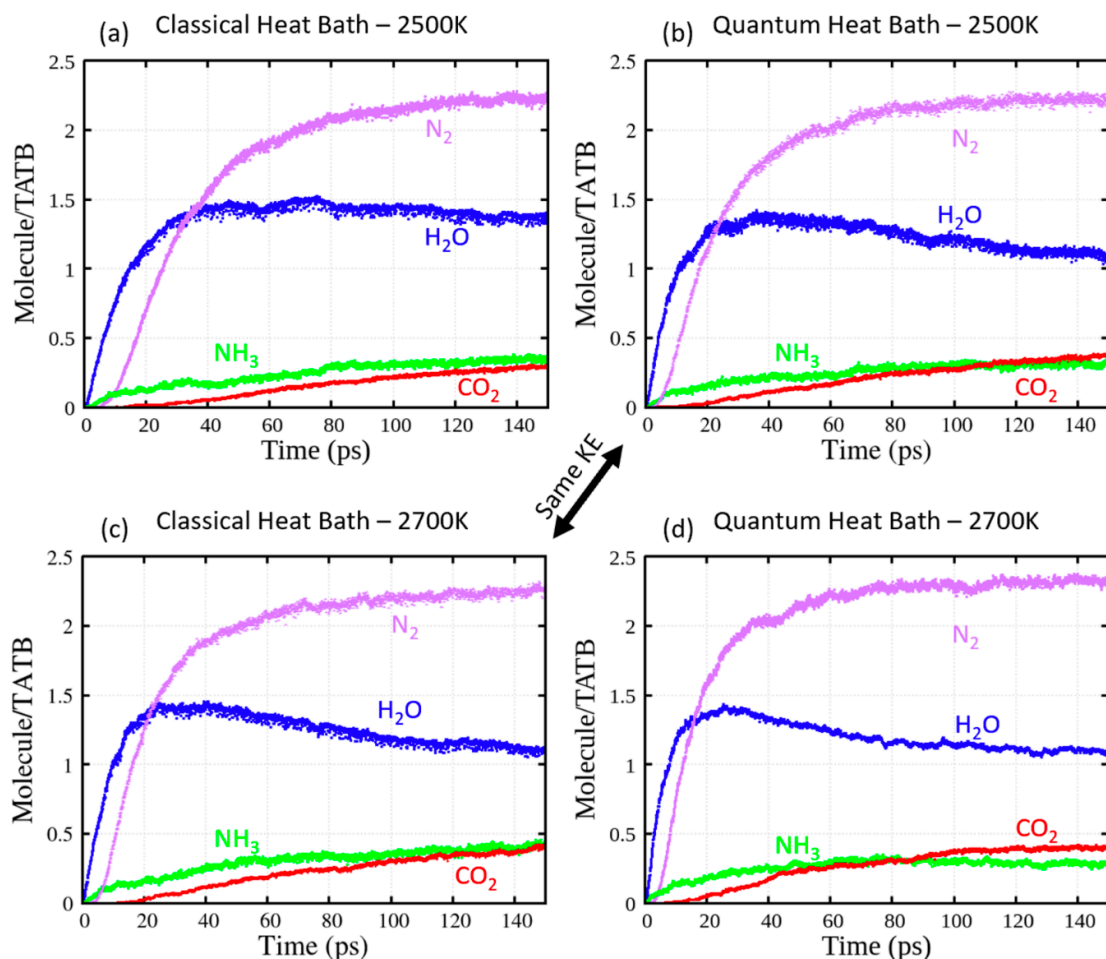 (a) Classical Heat Bath – 2500K
2.5
2
1.5
1
0.5
0
Molecule/TATB
N₂
H₂O
NH₃
CO₂
0 20 40 60 80 100 120 140
Time (ps)
(b) Quantum Heat Bath – 2500K
2.5
2
1.5
1
0.5
0
Molecule/TATB
N₂
H₂O
NH₃
CO₂
0 20 40 60 80 100 120 140
Time (ps)
Same KE
(c) Classical Heat Bath – 2700K
2.5
2
1.5
1
0.5
0
Molecule/TATB
N₂
H₂O
NH₃
CO₂
0 20 40 60 80 100 120 140
Time (ps)
(d) Quantum Heat Bath – 2700K
2.5
2
1.5
1
0.5
0
Molecule/TATB
N₂
H₂O
CO₂
NH₃
0 20 40 60 80 100 120 140
Time (ps)